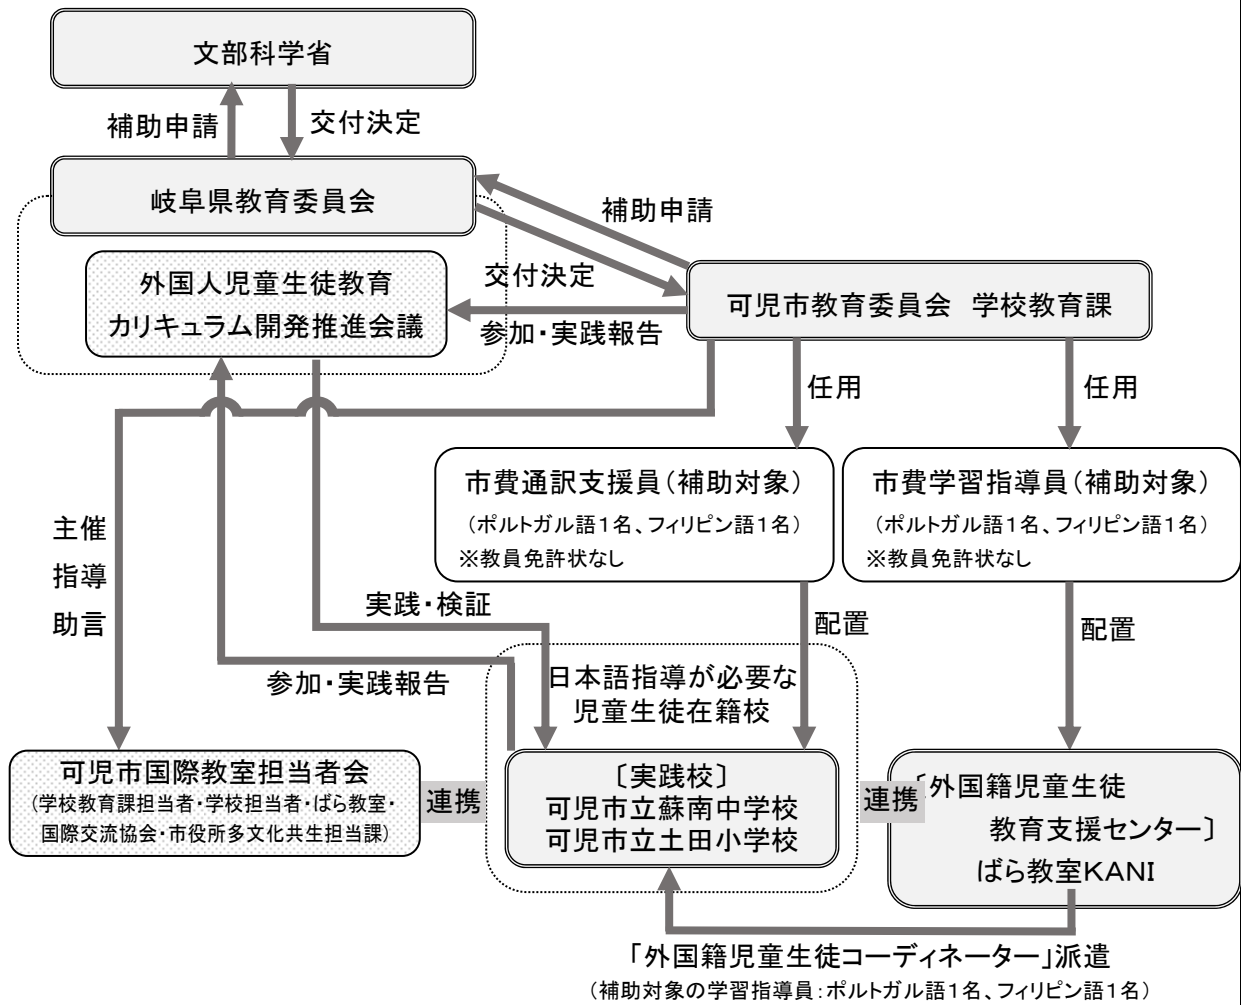 文部科学省
補助申請
交付決定
岐阜県教育委員会
補助申請
交付決定
外国人児童生徒教育
カリキュラム開発推進会議
可児市教育委員会　学校教育課
参加・実践報告
任用
任用
市費通訳支援員（補助対象）
（ポルトガル語１名、フィリピン語１名）
※教員免許状なし
市費学習指導員（補助対象）
（ポルトガル語１名、フィリピン語１名）
※教員免許状なし
主催
指導
助言
実践・検証
配置
配置
参加・実践報告
日本語指導が必要な
児童生徒在籍校
可児市国際教室担当者会
（学校教育課担当者・学校担当者・ばら教室・
国際交流協会・市役所多文化共生担当課）
連携
〔実践校〕
可児市立蘇南中学校
可児市立土田小学校
連携
〔外国籍児童生徒
教育支援センター〕
ばら教室ＫＡＮＩ
「外国籍児童生徒コーディネーター」派遣
（補助対象の学習指導員：ポルトガル語１名、フィリピン語１名）